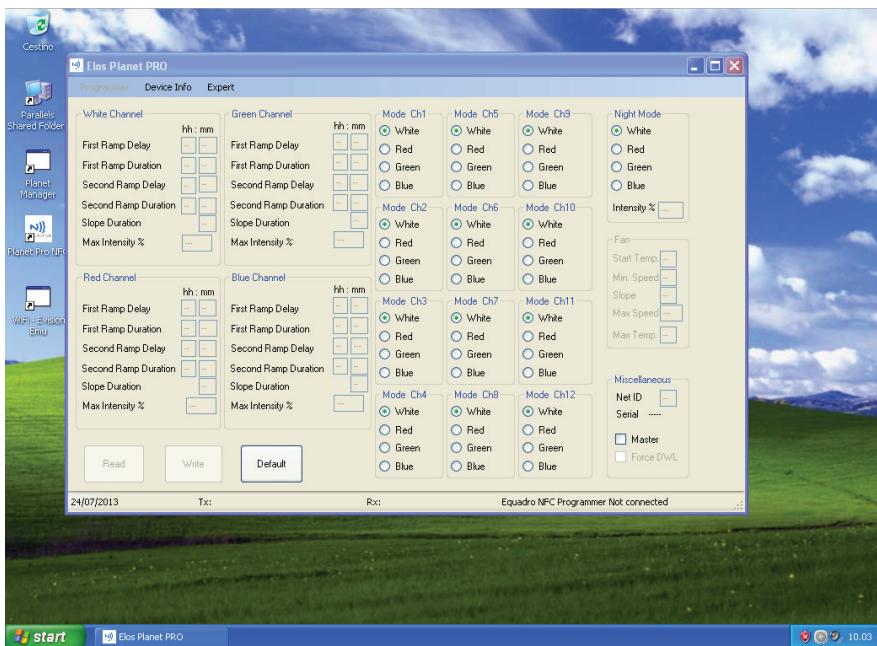 Cestino
Parallels
Shared Folder
Planet
Manager
Planet Pro NFC
WIFI - Evision
Emu
Elos Planet PRO
Programmer Device Info Expert
White Channel
hh : mm
First Ramp Delay -- --
First Ramp Duration -- --
Second Ramp Delay -- --
Second Ramp Duration -- --
Slope Duration --
Max Intensity % ---
Green Channel
hh : mm
First Ramp Delay -- --
First Ramp Duration -- --
Second Ramp Delay -- --
Second Ramp Duration -- --
Slope Duration --
Max Intensity % ---
Red Channel
hh : mm
First Ramp Delay -- --
First Ramp Duration -- --
Second Ramp Delay -- --
Second Ramp Duration -- --
Slope Duration --
Max Intensity % ---
Blue Channel
hh : mm
First Ramp Delay -- --
First Ramp Duration -- --
Second Ramp Delay -- --
Second Ramp Duration -- --
Slope Duration --
Max Intensity % ---
Mode Ch1
White
Red
Green
Blue
Mode Ch5
White
Red
Green
Blue
Mode Ch9
White
Red
Green
Blue
Mode Ch2
White
Red
Green
Blue
Mode Ch6
White
Red
Green
Blue
Mode Ch10
White
Red
Green
Blue
Mode Ch3
White
Red
Green
Blue
Mode Ch7
White
Red
Green
Blue
Mode Ch11
White
Red
Green
Blue
Mode Ch4
White
Red
Green
Blue
Mode Ch8
White
Red
Green
Blue
Mode Ch12
White
Red
Green
Blue
Night Mode
White
Red
Green
Blue
Intensity % ---
Fan
Start Temp. --
Min. Speed --
Slope --
Max Speed ---
Max Temp. --
Miscellaneous
Net ID --
Serial -----
Master
Force DWL
Read Write Default
24/07/2013 Tx: Rx: Equadro NFC Programmer Not connected
start Elos Planet PRO 10.03